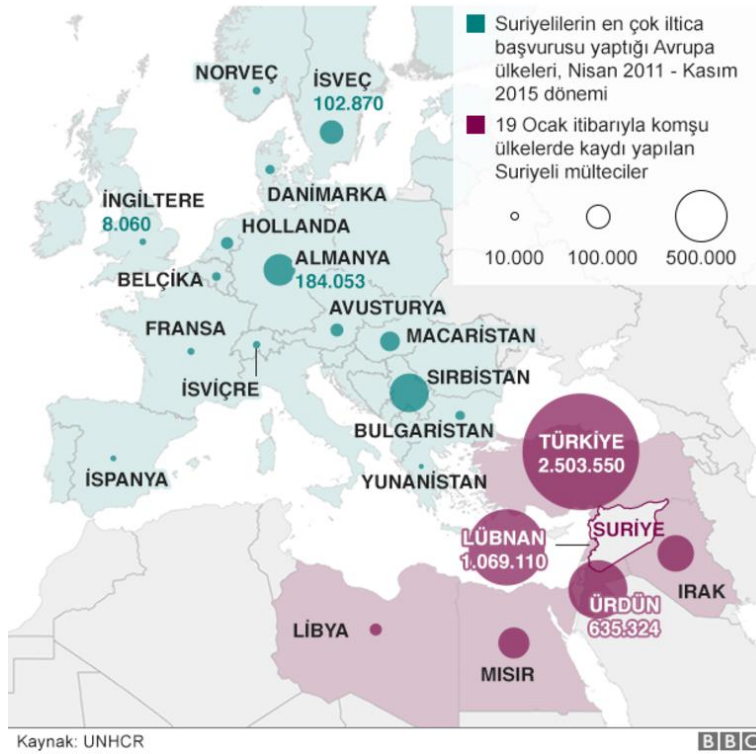 Suriyelilerin en çok iltica
başvurusu yaptığı Avrupa
ülkeleri, Nisan 2011 - Kasım
2015 dönemi
19 Ocak itibarıyla komşu
ülkelerde kaydı yapılan
Suriyeli mülteciler
10.000 100.000 500.000
NORVEÇ
İSVEÇ
102.870
DANİMARKA
İNGİLTERE
8.060
HOLLANDA
ALMANYA
184.053
BELÇİKA
AVUSTURYA
FRANSA
MACARİSTAN
İSVİÇRE
SIRBİSTAN
BULGARİSTAN
İSPANYA
YUNANİSTAN
TÜRKİYE
2.503.550
SURİYE
LÜBNAN
1.069.110
IRAK
ÜRDÜN
635.324
LİBYA
MISIR
Kaynak: UNHCR
BBC